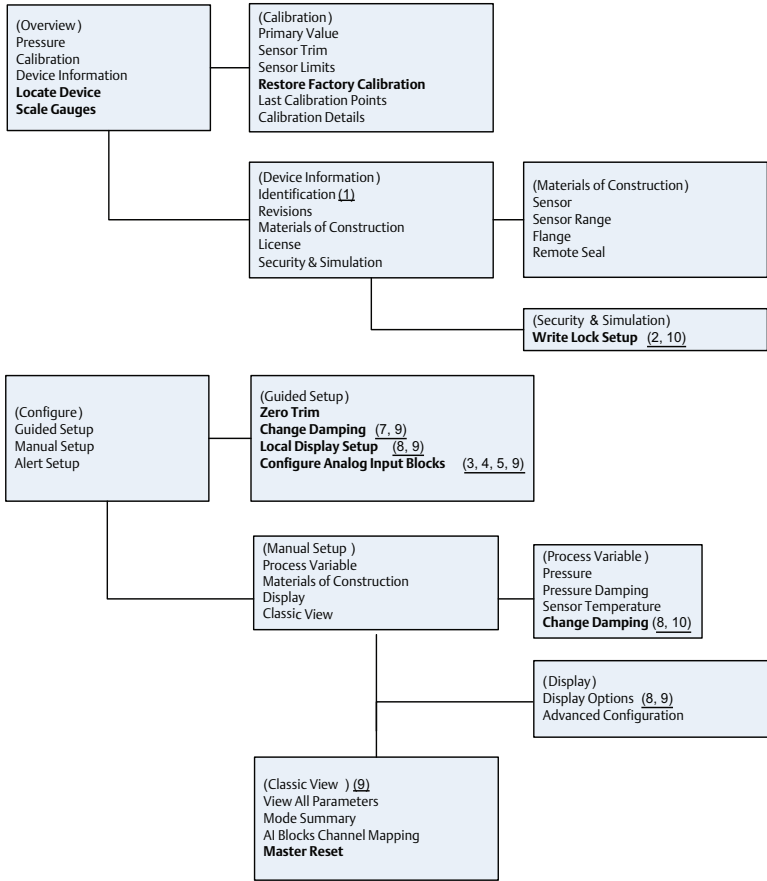 (Overview)
Pressure
Calibration
Device Information
Locate Device
Scale Gauges
(Calibration)
Primary Value
Sensor Trim
Sensor Limits
Restore Factory Calibration
Last Calibration Points
Calibration Details
(Device Information)
Identification (1)
Revisions
Materials of Construction
License
Security & Simulation
(Materials of Construction)
Sensor
Sensor Range
Flange
Remote Seal
(Security & Simulation)
Write Lock Setup (2, 10)
(Configure)
Guided Setup
Manual Setup
Alert Setup
(Guided Setup)
Zero Trim
Change Damping (7, 9)
Local Display Setup (8, 9)
Configure Analog Input Blocks (3, 4, 5, 9)
(Manual Setup )
Process Variable
Materials of Construction
Display
Classic View
(Process Variable )
Pressure
Pressure Damping
Sensor Temperature
Change Damping (8, 10)
(Display)
Display Options (8, 9)
Advanced Configuration
(Classic View ) (9)
View All Parameters
Mode Summary
AI Blocks Channel Mapping
Master Reset